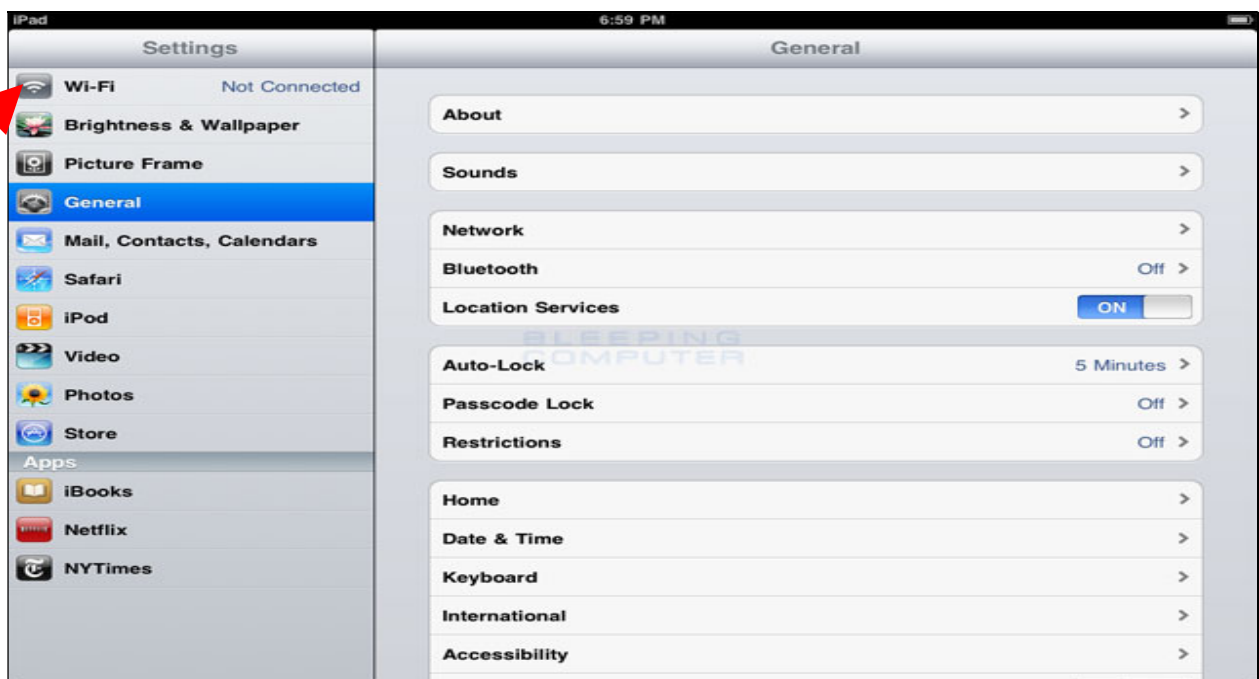 iPad 6:59 PM
Settings
Wi-Fi Not Connected
Brightness & Wallpaper
Picture Frame
General
Mail, Contacts, Calendars
Safari
iPod
Video
Photos
Store
Apps
iBooks
Netflix
NYTimes
General
About
Sounds
Network
Bluetooth Off
Location Services ON
BLEEPING
COMPUTER
Auto-Lock 5 Minutes
Passcode Lock Off
Restrictions Off
Home
Date & Time
Keyboard
International
Accessibility